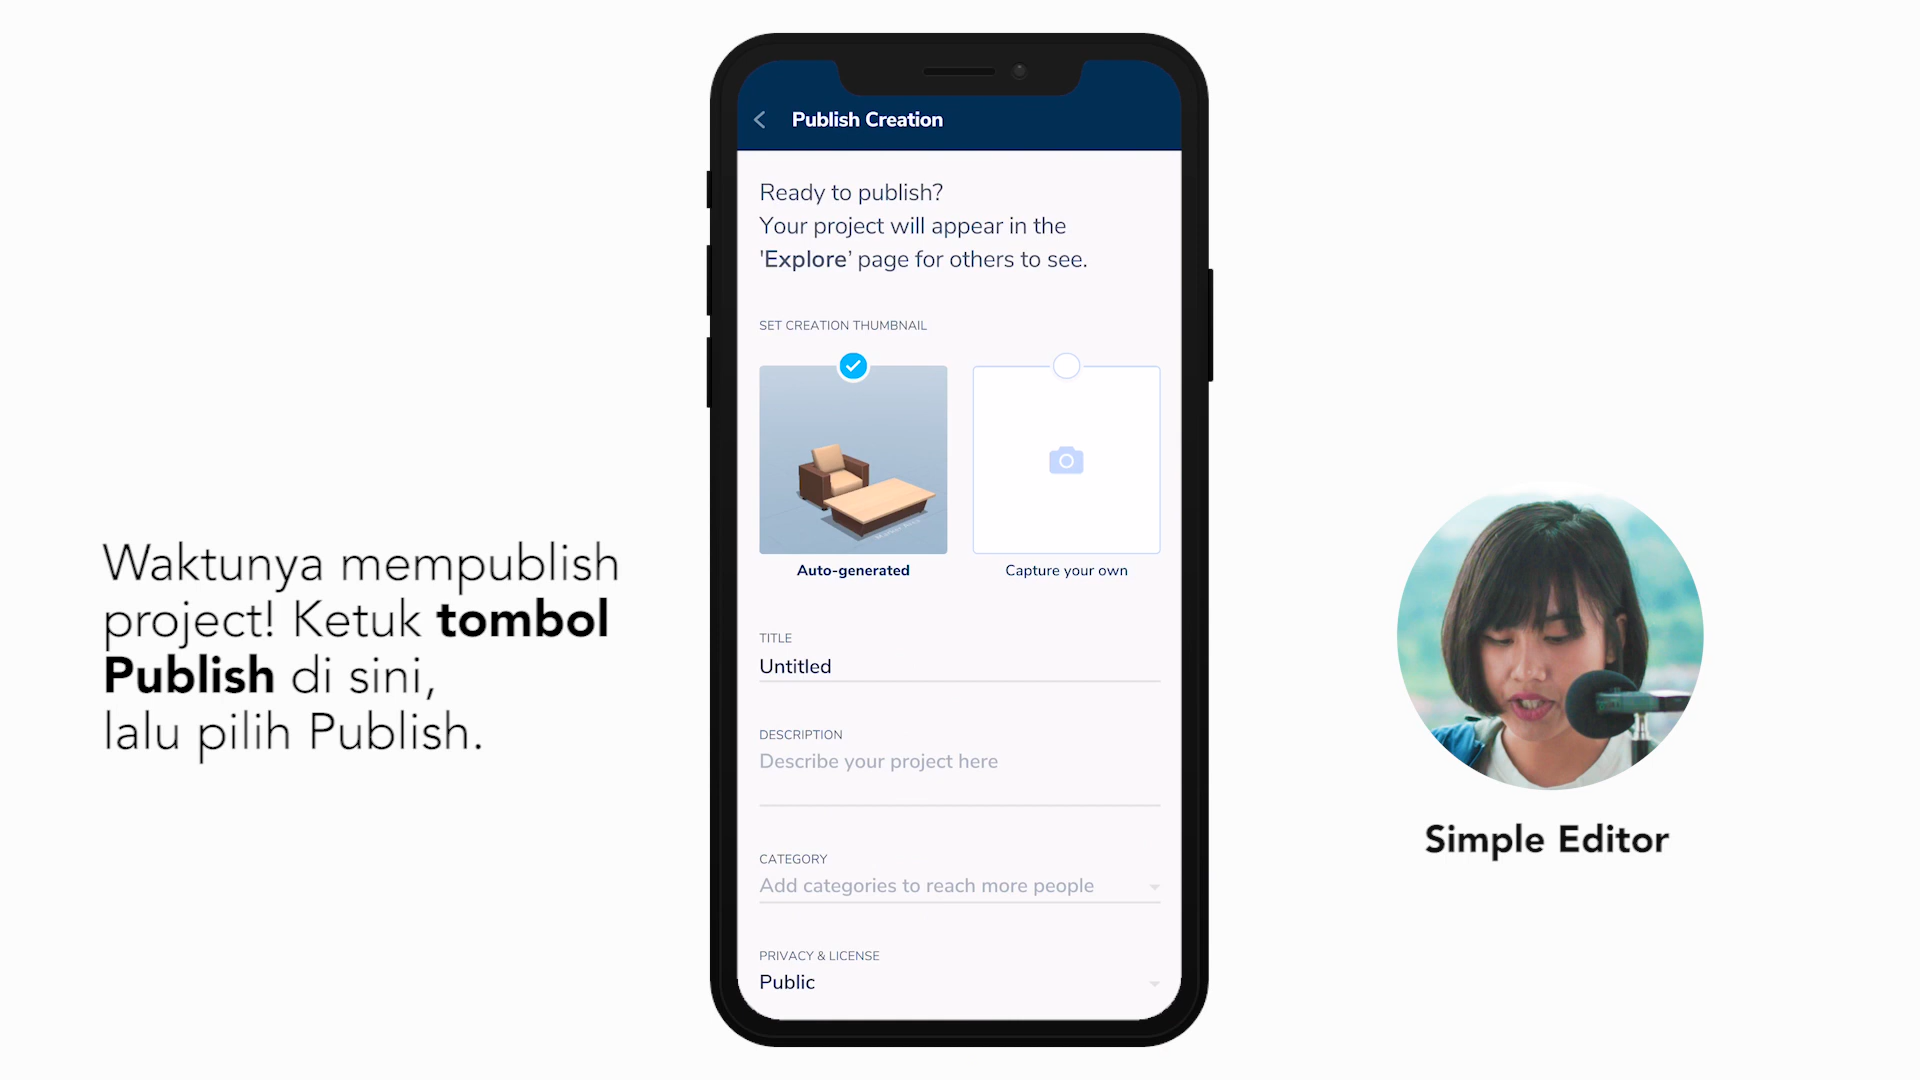 Publish Creation
Ready to publish?
Your project will appear in the
'Explore’ page for others to see.
SET CREATION THUMBNAIL
Auto-generated
Capture your own
TITLE
Untitled
DESCRIPTION
Describe your project here
CATEGORY
Add categories to reach more people
PRIVACY & LICENSE
Public
Waktunya mempublish
project! Ketuk tombol
Publish di sini,
lalu pilih Publish.
Simple Editor